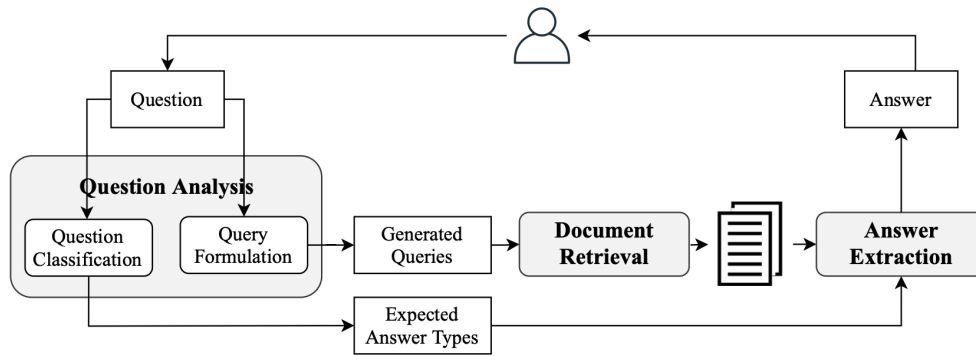 Question
Answer
Question Analysis
Question
Classification
Query
Formulation
Generated
Queries
Document
Retrieval
Answer
Extraction
Expected
Answer Types